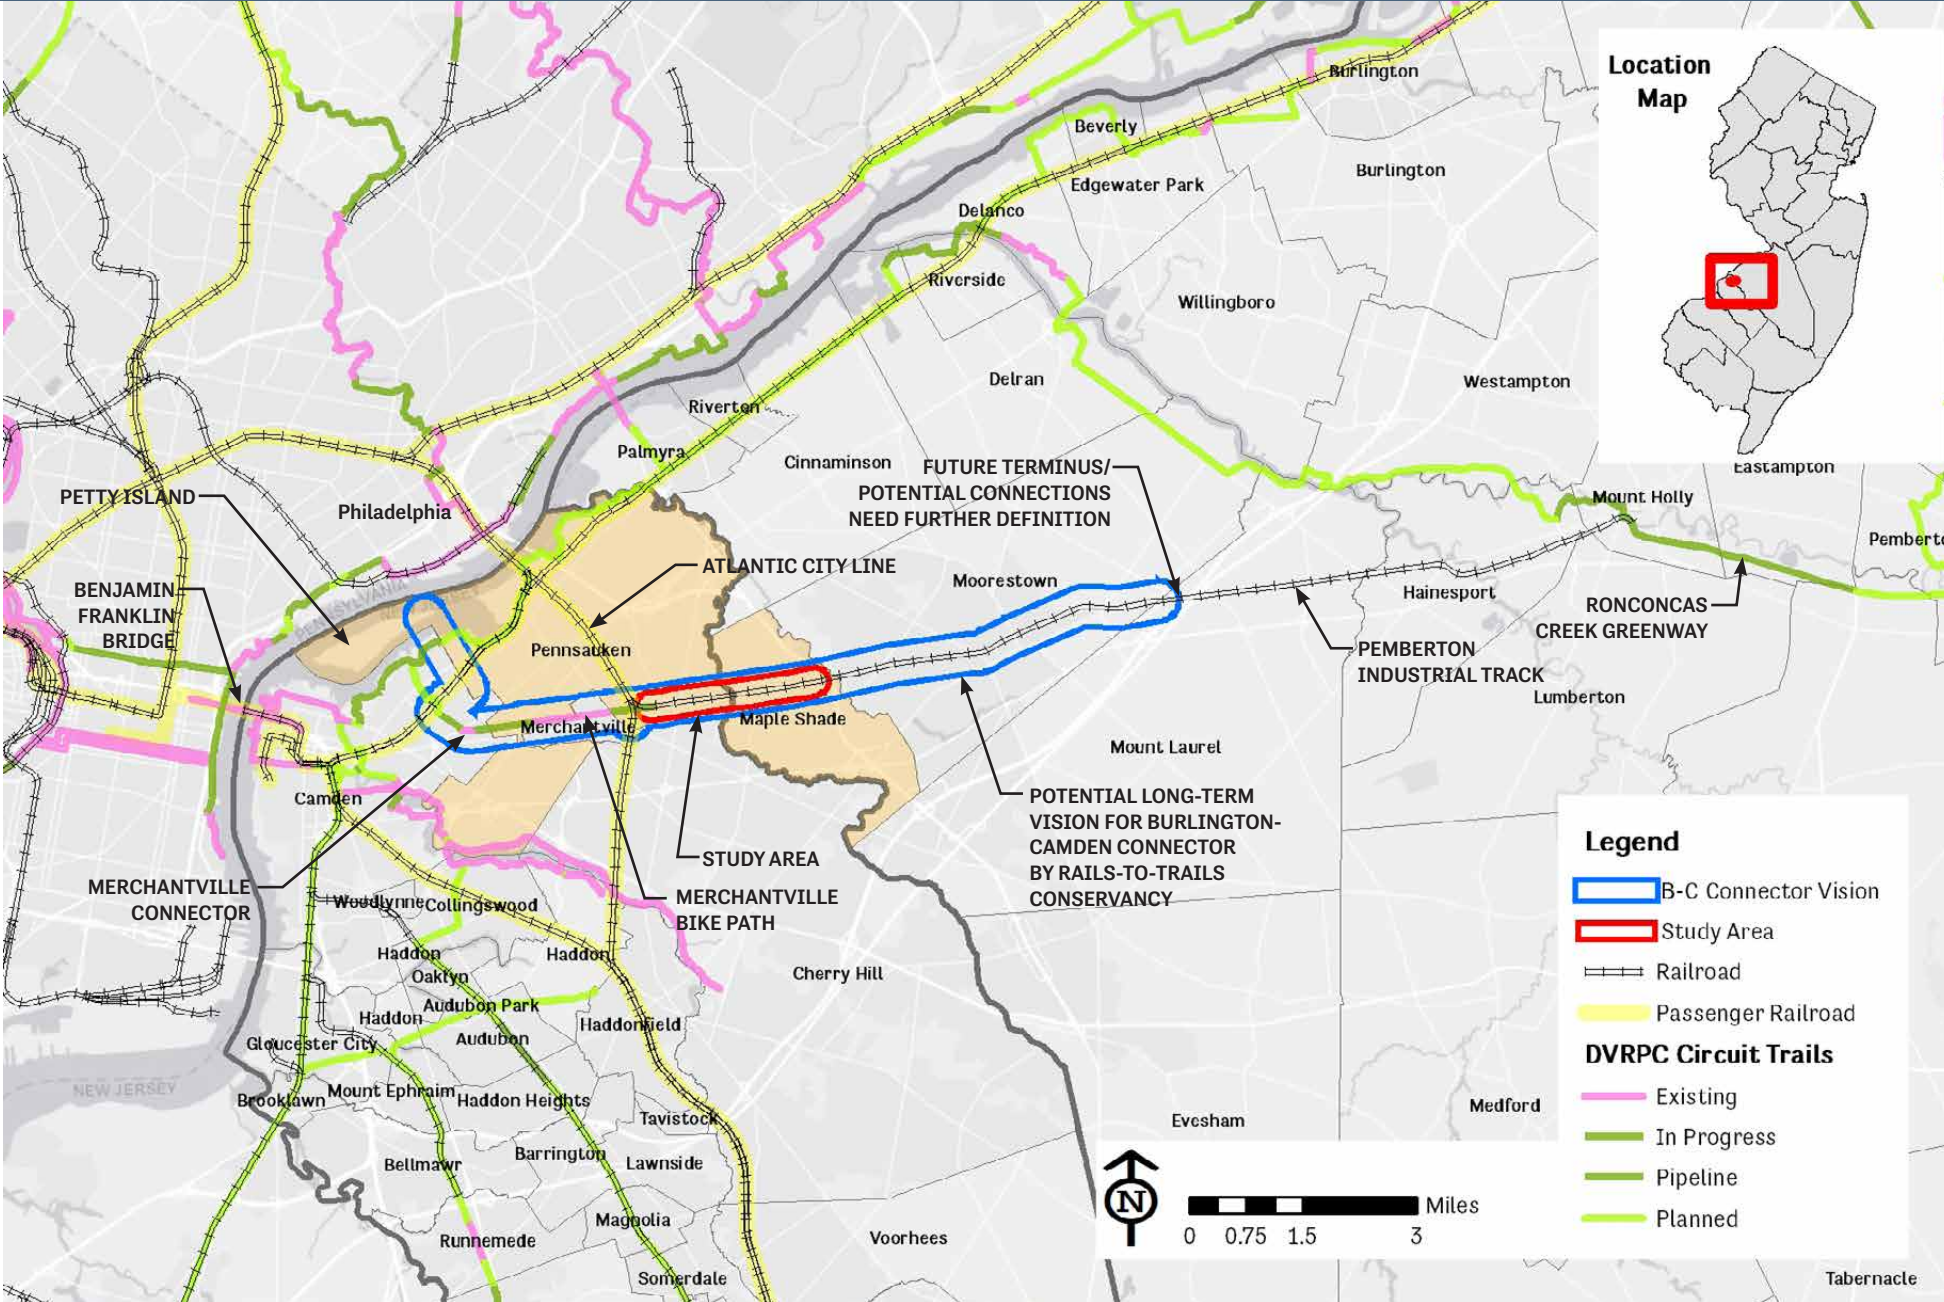 Location
Map
Burlington
Beverly
Burlington
Edgewater Park
Delanco
Riverside
Willingboro
Delran
Westampton
Riverton
Palmyra
Cinnaminson
Eastampton
FUTURE TERMINUS/
POTENTIAL CONNECTIONS
NEED FURTHER DEFINITION
PETTY ISLAND
Philadelphia
Mount Holly
Pemberto
ATLANTIC CITY LINE
Moorestown
Hainesport
BENJAMIN
FRANKLIN
BRIDGE
PENNSYLVANIA
RONCONCAS
CREEK GREENWAY
Pennsauken
PEMBERTON
INDUSTRIAL TRACK
Lumberton
Merchantville
Maple Shade
Mount Laurel
Camden
POTENTIAL LONG-TERM
VISION FOR BURLINGTON-
CAMDEN CONNECTOR
BY RAILS-TO-TRAILS
CONSERVANCY
STUDY AREA
MERCHANTVILLE
CONNECTOR
MERCHANTVILLE
BIKE PATH
Woodlynne
Collingswood
Haddon
Haddon
Oaklyn
Cherry Hill
Audubon Park
Haddon
Haddonfield
Gloucester City
Audubon
NEW JERSEY
Brooklawn
Mount Ephraim
Haddon Heights
Tavistock
Evesham
Medford
Bellmawr
Barrington
Lawnside
Magnolia
Runnemede
Voorhees
Somerdale
Tabernacle
Legend
B-C Connector Vision
Study Area
Railroad
Passenger Railroad
DVRPC Circuit Trails
Existing
In Progress
Pipeline
Planned
N
Miles
0 0.75 1.5 3